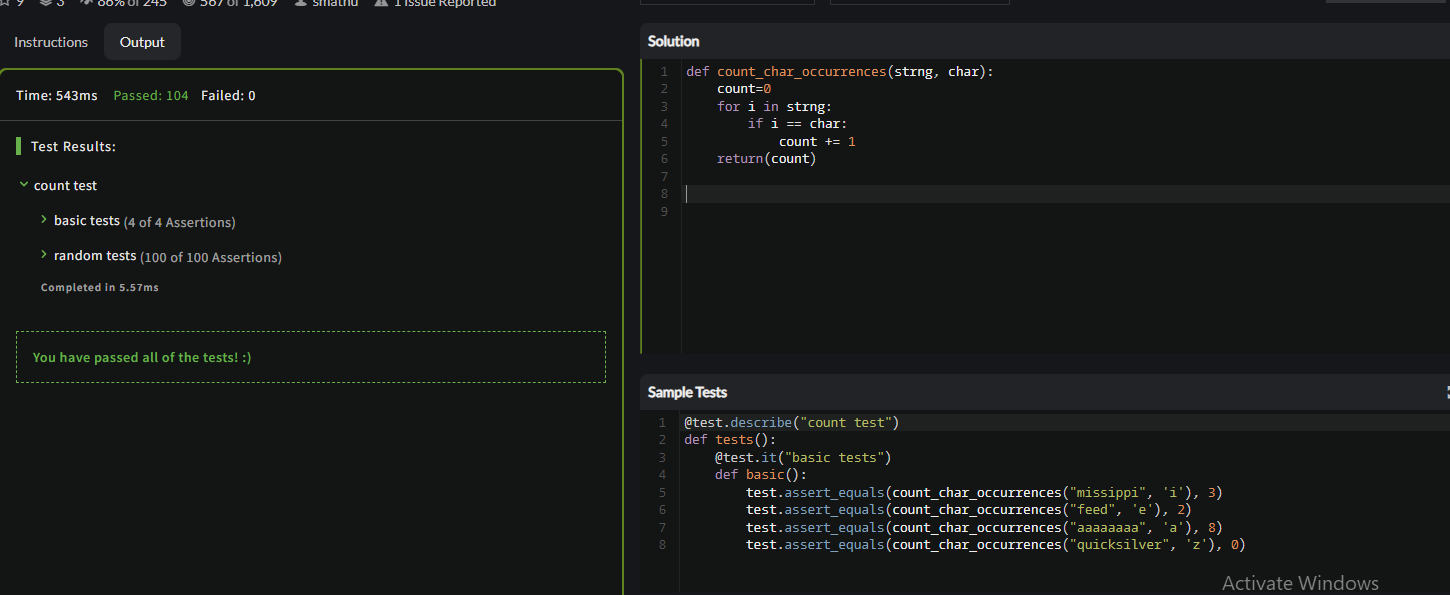 9 3 86% of 245 567 of 1,609 smathu 1 Issue Reported
Instructions Output
Time: 543ms Passed: 104 Failed: 0
Test Results:
count test
basic tests (4 of 4 Assertions)
random tests (100 of 100 Assertions)
Completed in 5.57ms
You have passed all of the tests! :)
Solution
1 def count_char_occurrences(strng, char):
2     count=0
3     for i in strng:
4         if i == char:
5             count += 1
6     return(count)
7
8
9
Sample Tests
1 @test.describe("count test")
2 def tests():
3     @test.it("basic tests")
4     def basic():
5         test.assert_equals(count_char_occurrences("missippi", 'i'), 3)
6         test.assert_equals(count_char_occurrences("feed", 'e'), 2)
7         test.assert_equals(count_char_occurrences("aaaaaaaa", 'a'), 8)
8         test.assert_equals(count_char_occurrences("quicksilver", 'z'), 0)
Activate Windows